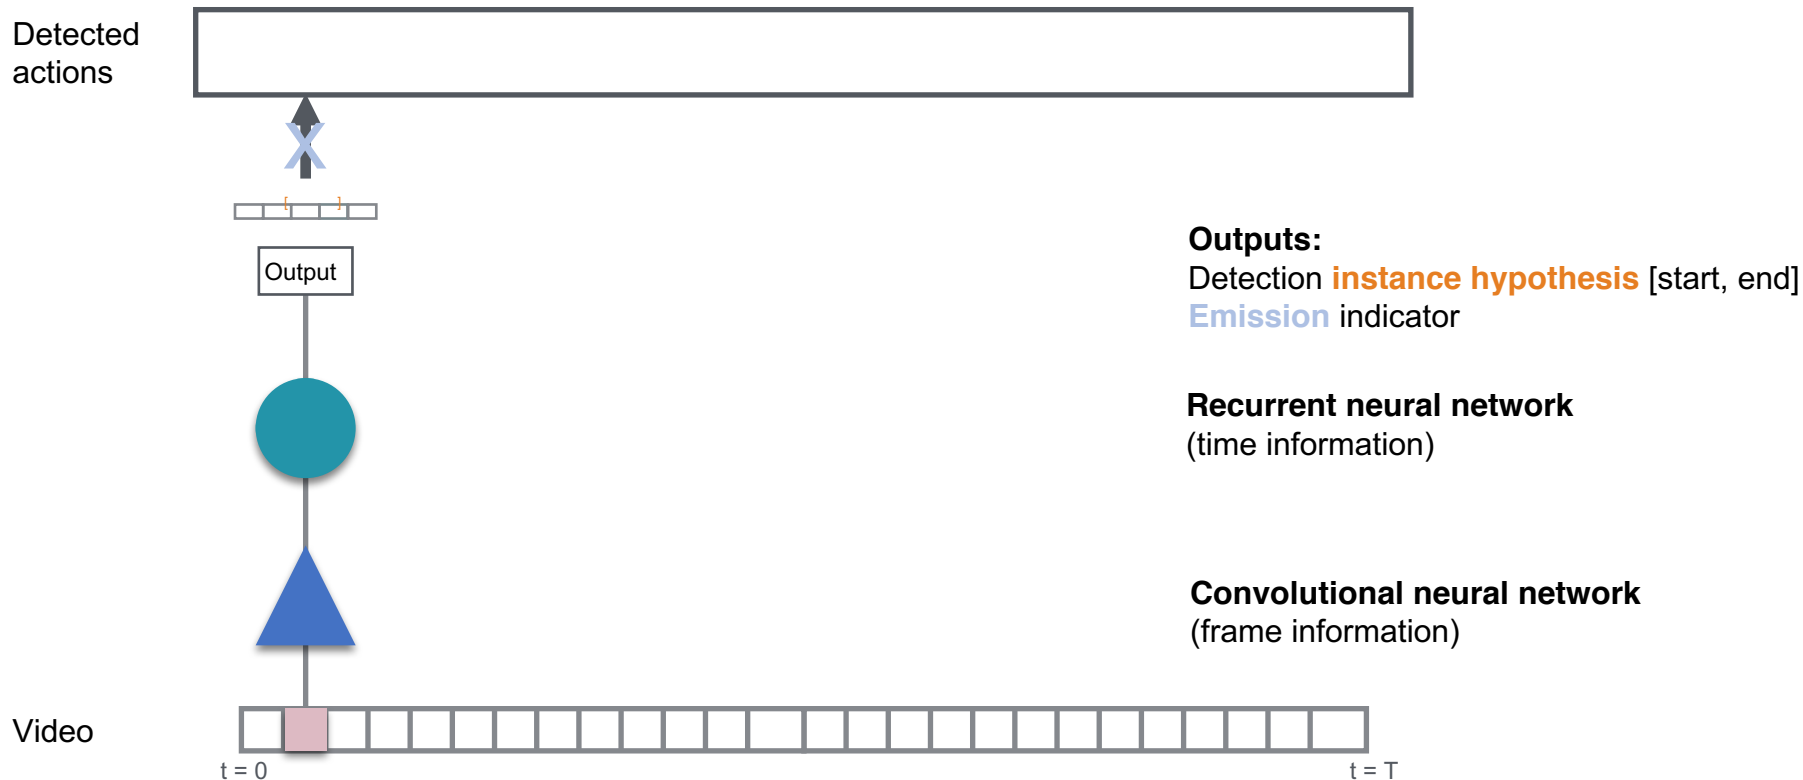 Detected
actions
X
[ ]
Output
Outputs:
Detection instance hypothesis [start, end]
Emission indicator
Recurrent neural network
(time information)
Convolutional neural network
(frame information)
Video
t = 0
t = T